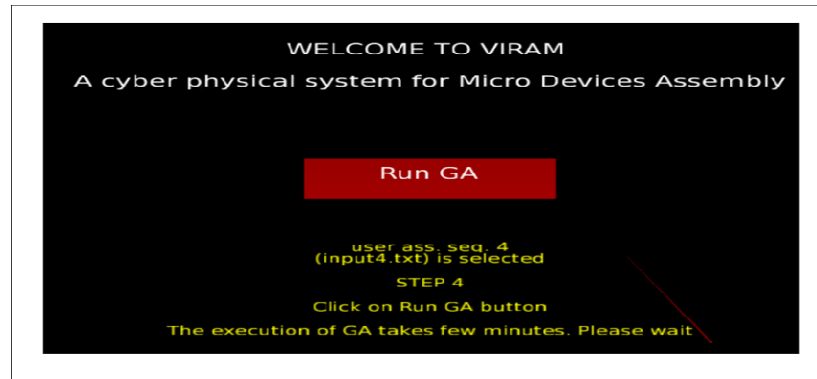 WELCOME TO VIRAM
A cyber physical system for Micro Devices Assembly
Run GA
user ass. seq. 4
(input4.txt) is selected
STEP 4
Click on Run GA button
The execution of GA takes few minutes. Please wait